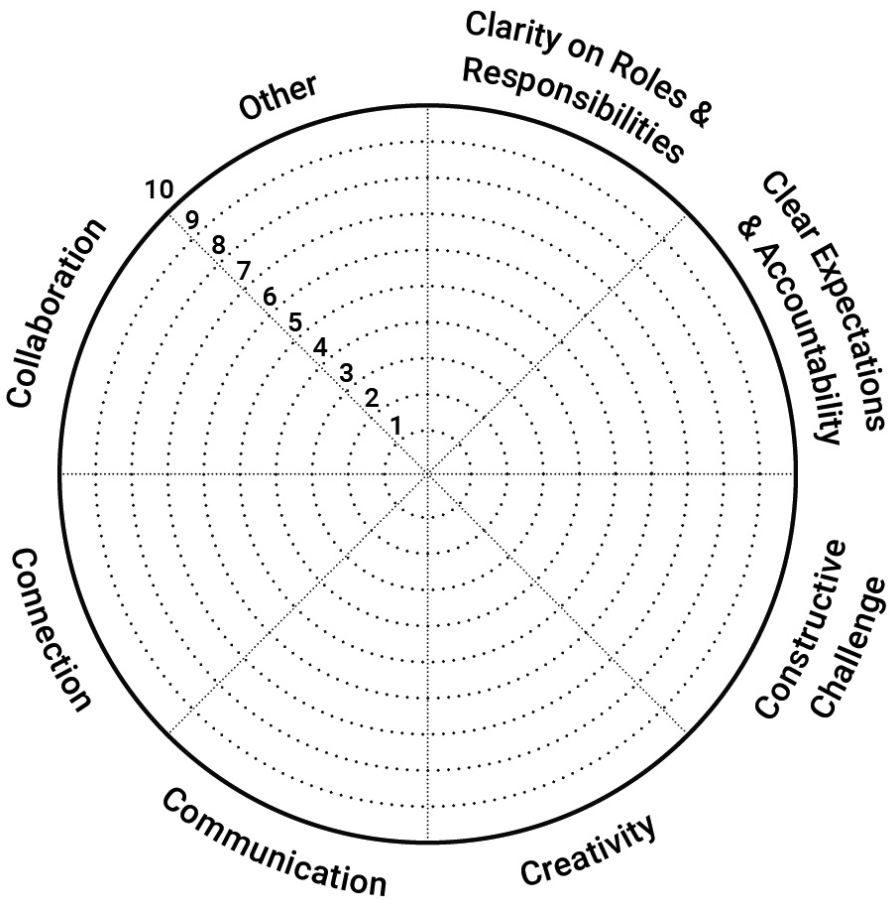 Clarity on Roles &
Responsibilities
Clear Expectations
& Accountability
Constructive
Challenge
Creativity
Communication
Connection
Collaboration
Other
10
9
8
7
6
5
4
3
2
1